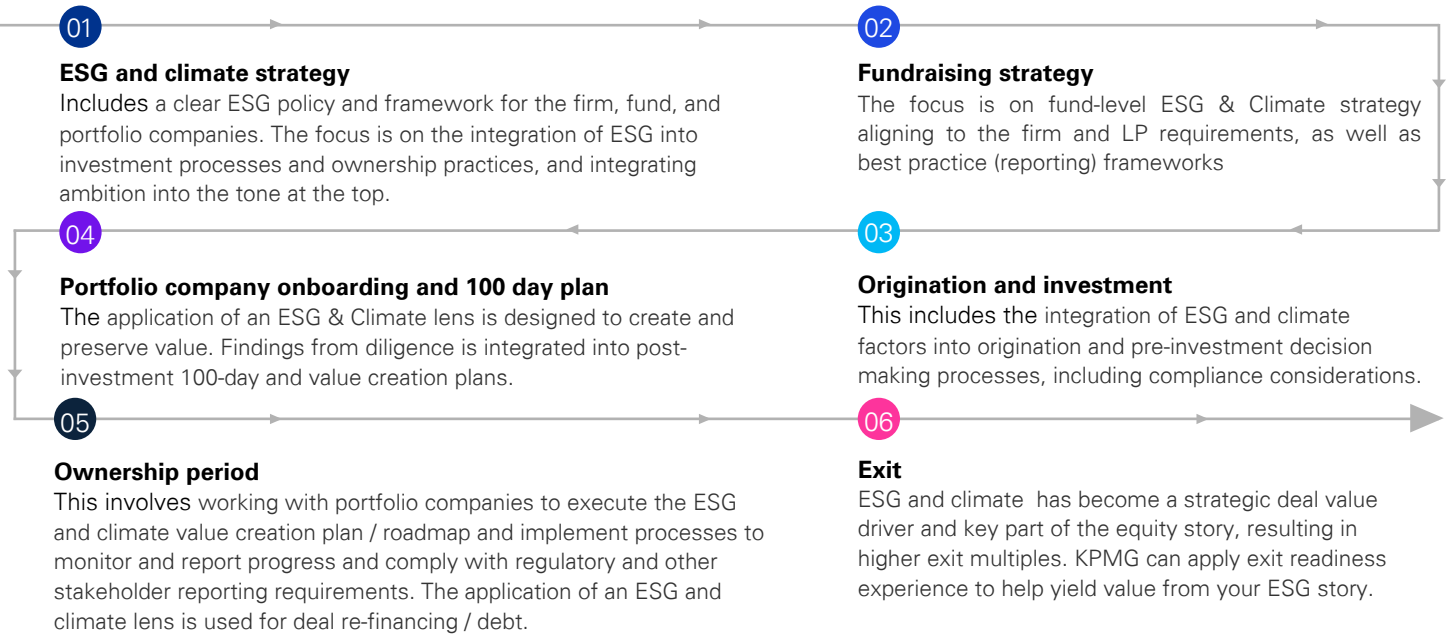 01
ESG and climate strategy
Includes a clear ESG policy and framework for the firm, fund, and
portfolio companies. The focus is on the integration of ESG into
investment processes and ownership practices, and integrating
ambition into the tone at the top.
02
Fundraising strategy
The focus is on fund-level ESG & Climate strategy
aligning to the firm and LP requirements, as well as
best practice (reporting) frameworks
03
Origination and investment
This includes the integration of ESG and climate
factors into origination and pre-investment decision
making processes, including compliance considerations.
04
Portfolio company onboarding and 100 day plan
The application of an ESG & Climate lens is designed to create and
preserve value. Findings from diligence is integrated into post-
investment 100-day and value creation plans.
05
Ownership period
This involves working with portfolio companies to execute the ESG
and climate value creation plan / roadmap and implement processes to
monitor and report progress and comply with regulatory and other
stakeholder reporting requirements. The application of an ESG and
climate lens is used for deal re-financing / debt.
06
Exit
ESG and climate  has become a strategic deal value
driver and key part of the equity story, resulting in
higher exit multiples. KPMG can apply exit readiness
experience to help yield value from your ESG story.